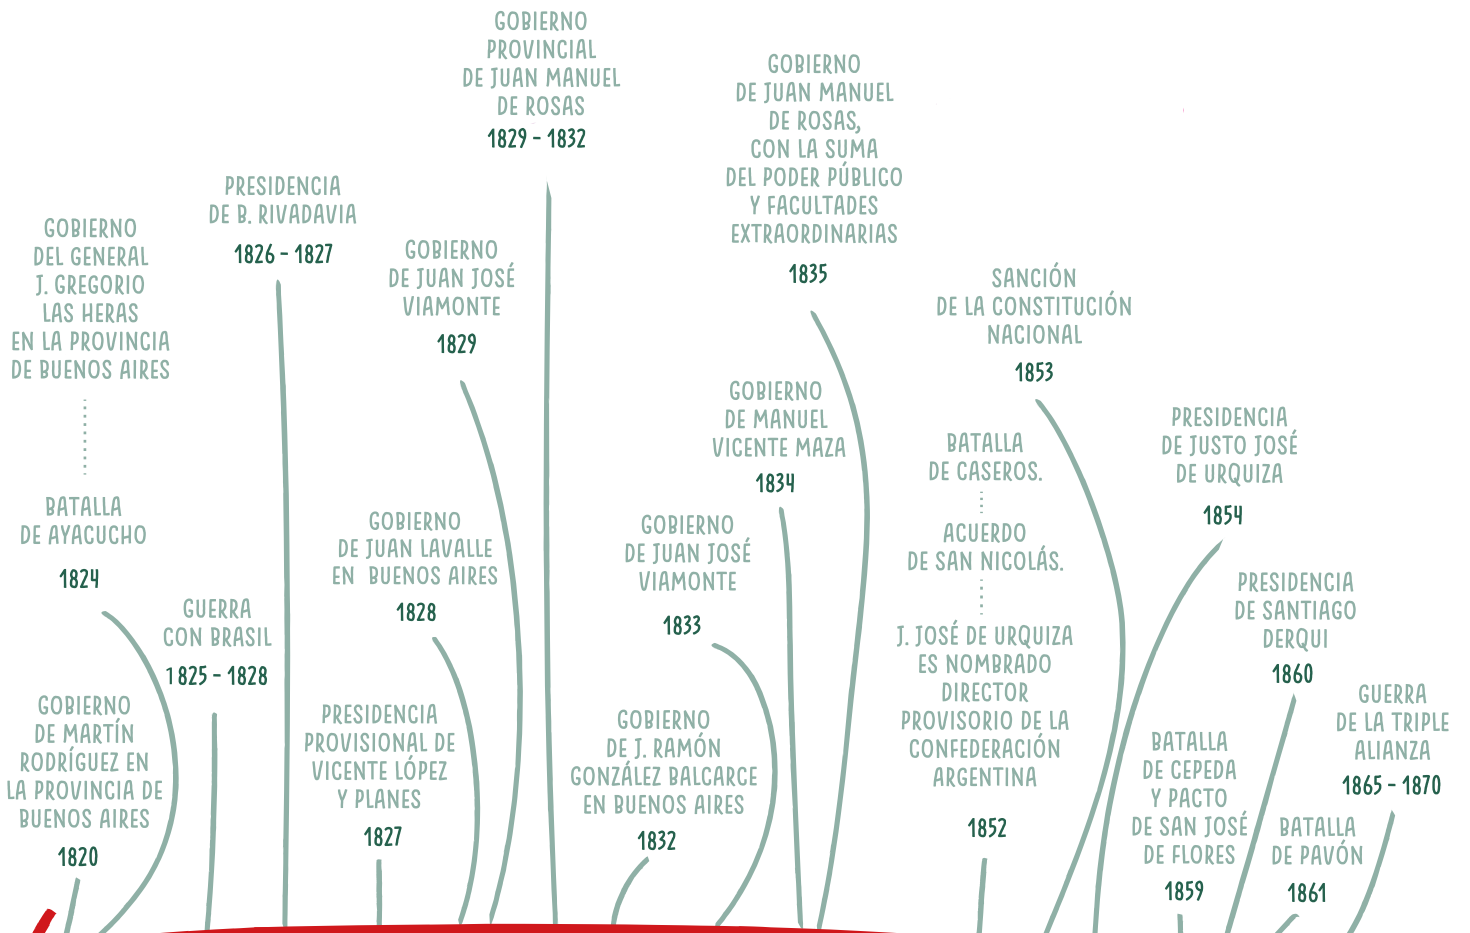 GOBIERNO
DE MARTÍN
RODRÍGUEZ EN
LA PROVINCIA DE
BUENOS AIRES
1820
GOBIERNO
DEL GENERAL
J. GREGORIO
LAS HERAS
EN LA PROVINCIA
DE BUENOS AIRES
BATALLA
DE AYACUCHO
1824
GUERRA
CON BRASIL
1825 - 1828
PRESIDENCIA
DE B. RIVADAVIA
1826 - 1827
PRESIDENCIA
PROVISIONAL DE
VICENTE LÓPEZ
Y PLANES
1827
GOBIERNO
DE JUAN LAVALLE
EN BUENOS AIRES
1828
GOBIERNO
DE JUAN JOSÉ
VIAMONTE
1829
GOBIERNO
PROVINCIAL
DE JUAN MANUEL
DE ROSAS
1829 - 1832
GOBIERNO
DE J. RAMÓN
GONZÁLEZ BALCARCE
EN BUENOS AIRES
1832
GOBIERNO
DE JUAN JOSÉ
VIAMONTE
1833
GOBIERNO
DE MANUEL
VICENTE MAZA
1834
GOBIERNO
DE JUAN MANUEL
DE ROSAS,
CON LA SUMA
DEL PODER PÚBLICO
Y FACULTADES
EXTRAORDINARIAS
1835
BATALLA
DE CASEROS.
ACUERDO
DE SAN NICOLÁS.
J. JOSÉ DE URQUIZA
ES NOMBRADO
DIRECTOR
PROVISORIO DE LA
CONFEDERACIÓN
ARGENTINA
1852
SANCIÓN
DE LA CONSTITUCIÓN
NACIONAL
1853
PRESIDENCIA
DE JUSTO JOSÉ
DE URQUIZA
1854
BATALLA
DE CEPEDA
Y PACTO
DE SAN JOSÉ
DE FLORES
1859
PRESIDENCIA
DE SANTIAGO
DERQUI
1860
BATALLA
DE PAVÓN
1861
GUERRA
DE LA TRIPLE
ALIANZA
1865 - 1870